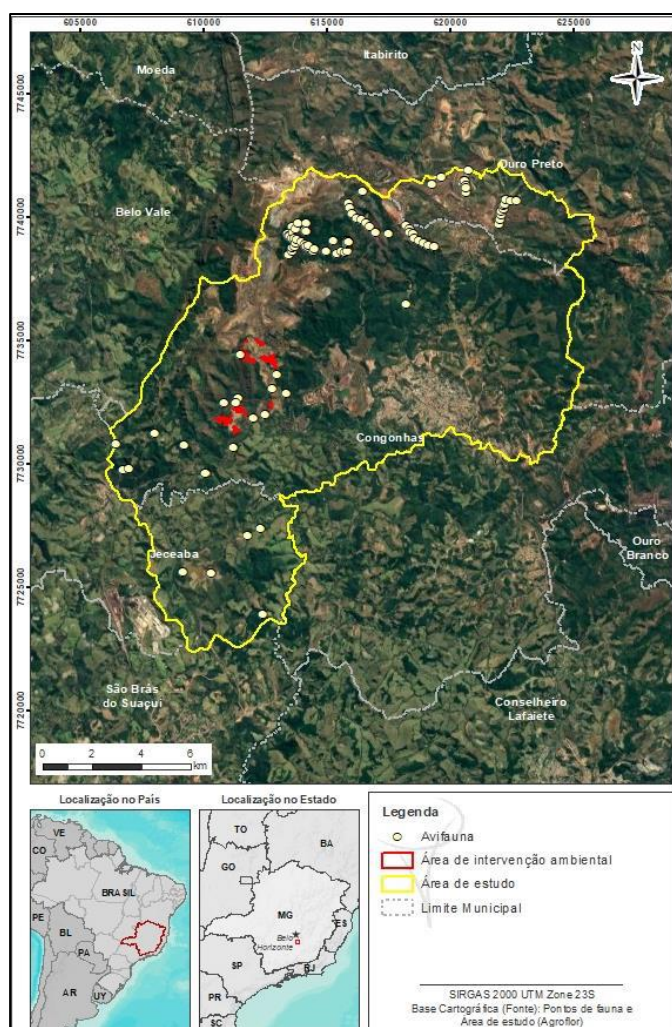 605000 610000 615000 620000 625000
Itabirito
Moeda
7745000
Ouro Preto
Belo Vale
7740000
7735000
Congonhas
7730000
Ouro
Branco
Jeceaba
7725000
São Brás
do Suaçuí
Conselheiro
Lafaiete
7720000
0 2 4 6
km
Localização no País
VE
CO
BRASIL
PE
BL
PA
AR
UY
Localização no Estado
TO
BA
GO
MG
ES
Belo
Horizonte
SP
RJ
PR
SC
Legenda
Avifauna
Área de intervenção ambiental
Área de estudo
Limite Municipal
SIRGAS 2000 UTM Zone 23S
Base Cartográfica (Fonte): Pontos de fauna e
Área de estudo (Agroflor)